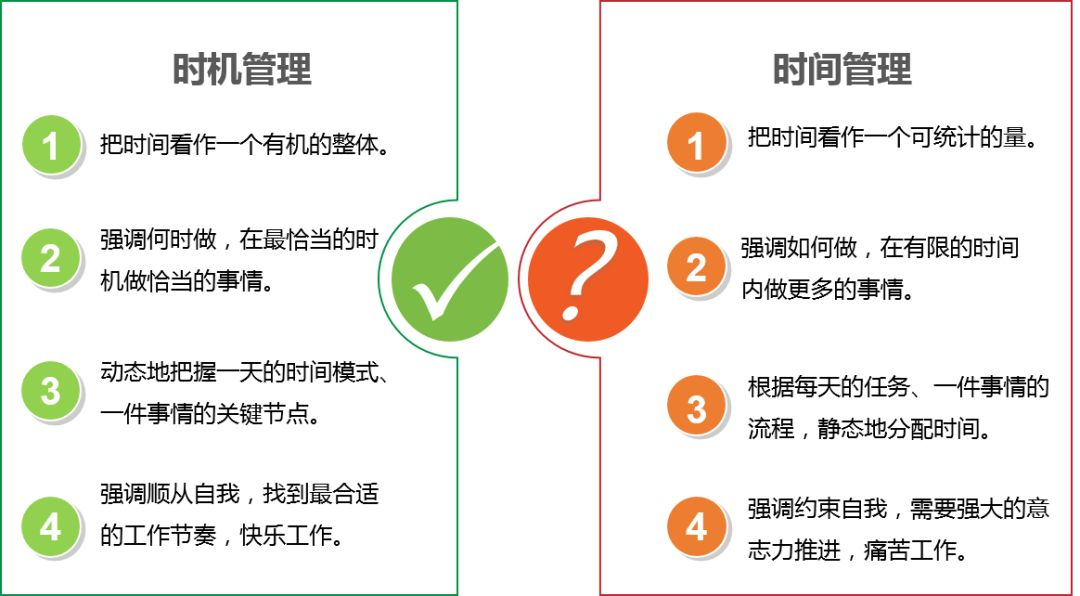 时机管理
1
把时间看作一个有机的整体。
2
强调何时做，在最恰当的时
机做恰当的事情。
3
动态地把握一天的时间模式、
一件事情的关键节点。
4
强调顺从自我，找到最合适
的工作节奏，快乐工作。
?
时间管理
1
把时间看作一个可统计的量。
2
强调如何做，在有限的时间
内做更多的事情。
3
根据每天的任务、一件事情的
流程，静态地分配时间。
4
强调约束自我，需要强大的意
志力推进，痛苦工作。